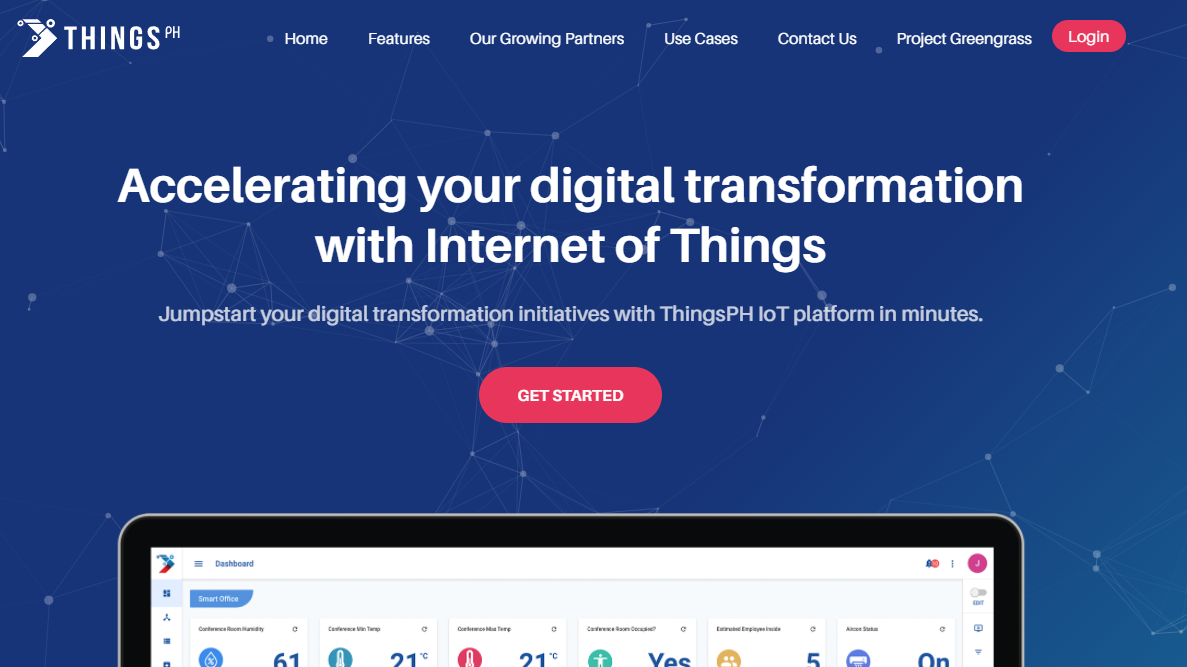 THINGS PH
Home Features Our Growing Partners Use Cases Contact Us Project Greengrass Login
Accelerating your digital transformation
with Internet of Things
Jumpstart your digital transformation initiatives with ThingsPH IoT platform in minutes.
GET STARTED
Dashboard J
Smart Office EDIT
Conference Room Humidity Conference Min Temp Conference Max Temp Conference Room Occupied? Estimated Employee Inside Aircon Status
61 21°C 21°C Yes 5 On